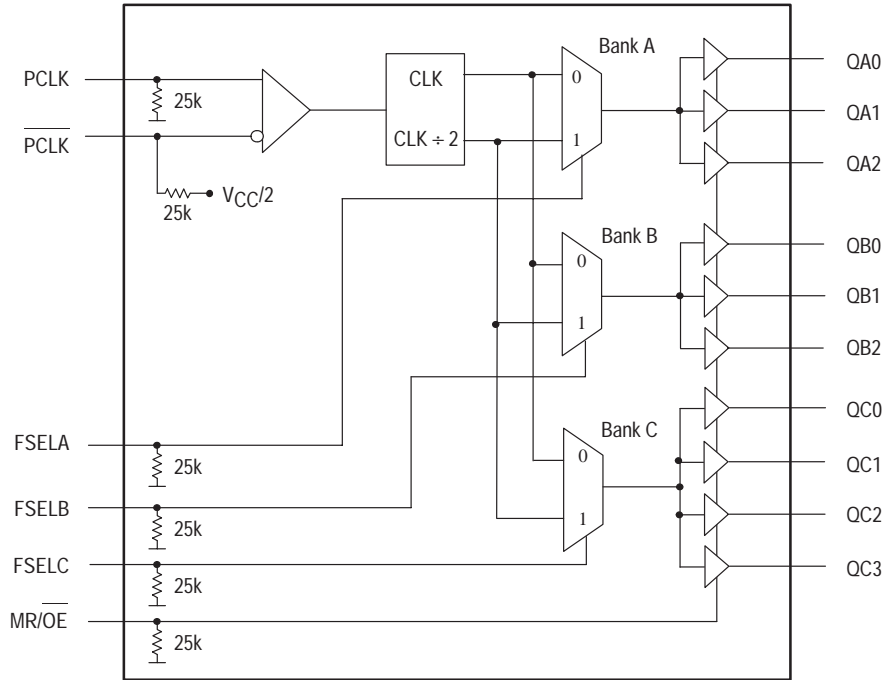 Bank A
QA0
PCLK
0
CLK
25k
QA1
PCLK
CLK ÷ 2
1
QA2
VCC/2
25k
Bank B
QB0
0
QB1
1
QB2
QC0
Bank C
FSELA
0
25k
QC1
FSELB
1
QC2
25k
FSELC
QC3
25k
MR/OE
25k